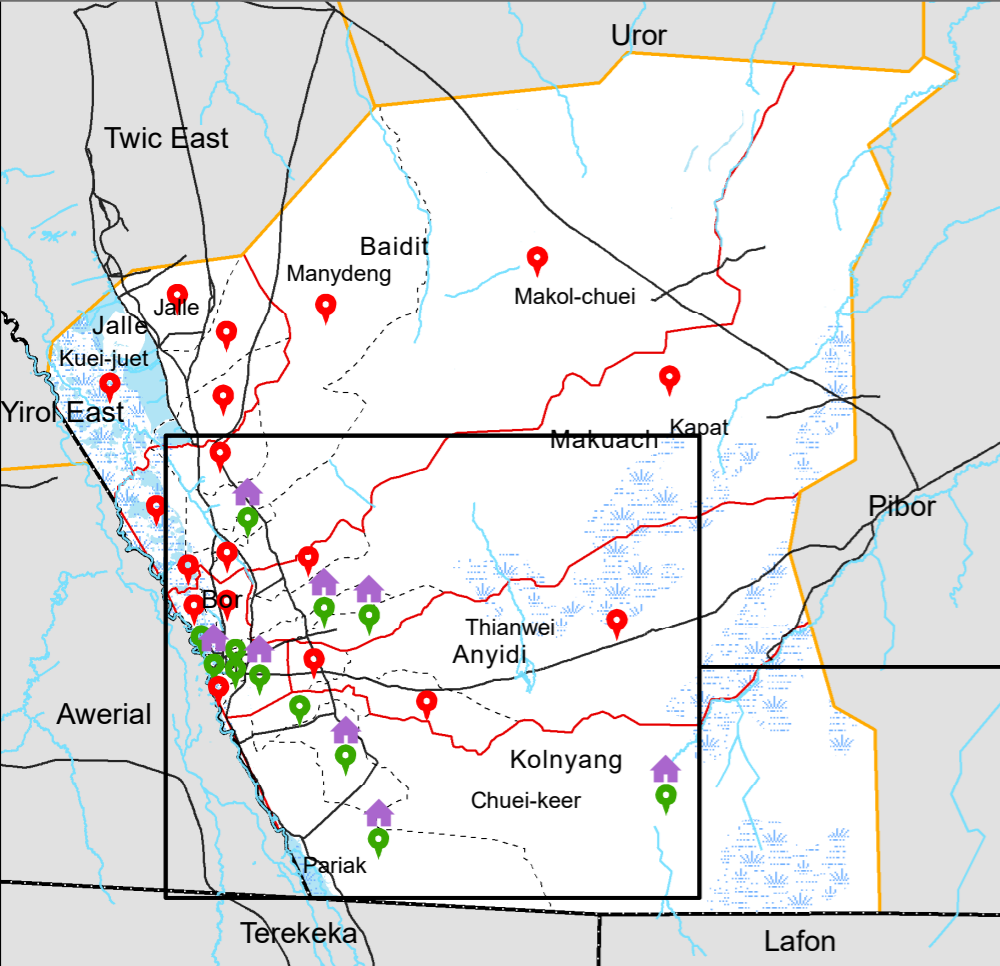 Uror
Twic East
Baidit
Manydeng
Makol-chuei
Jalle
Jalle
Kuei-juet
Yirol East
Kapat
Makuach
Pibor
Bor
Thianwei
Anyidi
Awerial
Kolnyang
Chuei-keer
Pariak
Terekeka
Lafon